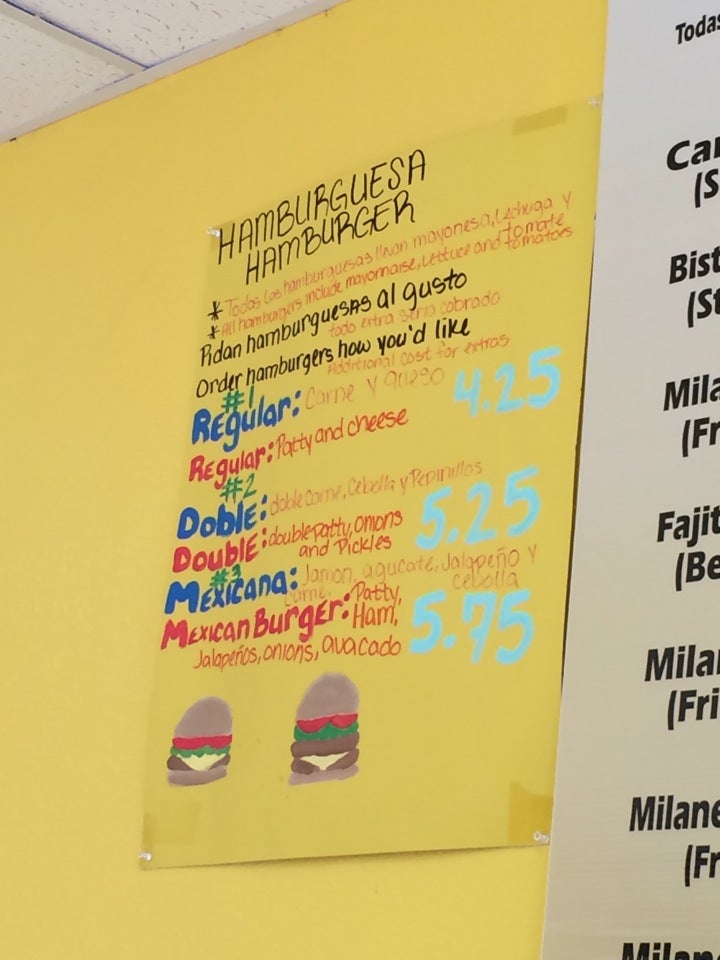 HAMBURGUESA
HAMBURGER
* Todas las hamburguesas llevan mayonesa, Lechuga y tomate
* All hamburgers include mayonnaise, lettuce and tomatoes
Pidan hamburguesas al gusto
todo extra sera cobrado
Order hamburgers how you'd like
Additional cost for extras
#1
Regular: Carne y queso 4.25
Regular: Patty and cheese
#2
Doble: doble carne, Cebolla y Pepinillos
Double: double patty, onions and Pickles 5.25
#3
Mexicana: Jamon, agucate, Jalapeño y cebolla
carne,
Mexican Burger: Patty, Ham, 5.75
Jalapeños, onions, avacado
Todas
Car
(S
Bist
(St
Mila
(Fr
Fajit
(Be
Milan
(Fri
Milane
(Fr
Milane